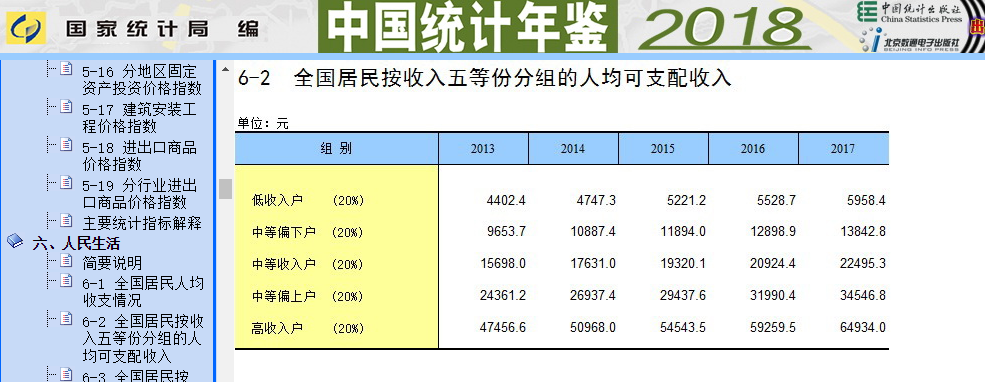 国家统计局 编
中国统计年鉴
2018
中国统计出版社
China Statistics Press
北京数通电子出版社
BEIJING INFO PRESS
出
5-16 分地区固定
资产投资价格指数
5-17 建筑安装工
程价格指数
5-18 进出口商品
价格指数
5-19 分行业进出
口商品价格指数
主要统计指标解释
六、人民生活
简要说明
6-1 全国居民人均
收支情况
6-2 全国居民按收
入五等份分组的人
均可支配收入
6-3 全国居民按
6-2 全国居民按收入五等份分组的人均可支配收入
单位：元
组 别 2013 2014 2015 2016 2017
低收入户 (20%) 4402.4 4747.3 5221.2 5528.7 5958.4
中等偏下户 (20%) 9653.7 10887.4 11894.0 12898.9 13842.8
中等收入户 (20%) 15698.0 17631.0 19320.1 20924.4 22495.3
中等偏上户 (20%) 24361.2 26937.4 29437.6 31990.4 34546.8
高收入户 (20%) 47456.6 50968.0 54543.5 59259.5 64934.0